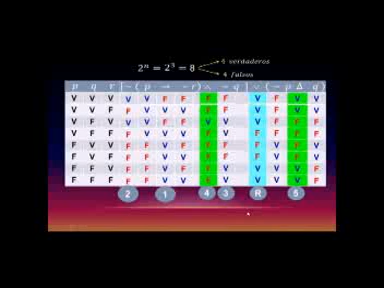 2ⁿ = 2³ = 8
4 verdaderos
4 falsos
p q r [~ ( p → ~r ) ∧ ~q ] ∨ (~ p Δ q )
V V V V V F F F F V F V V
V V F F V V V F F V F V V
V F V V V F F V V V F F F
V F F F V V V F V F F F F
F V V F F V F F F F V F V
F V F F F V V F F F V F V
F F V F F V F F V V V V F
F F F F F V V F V V V V F
2 1 4 3 R 5